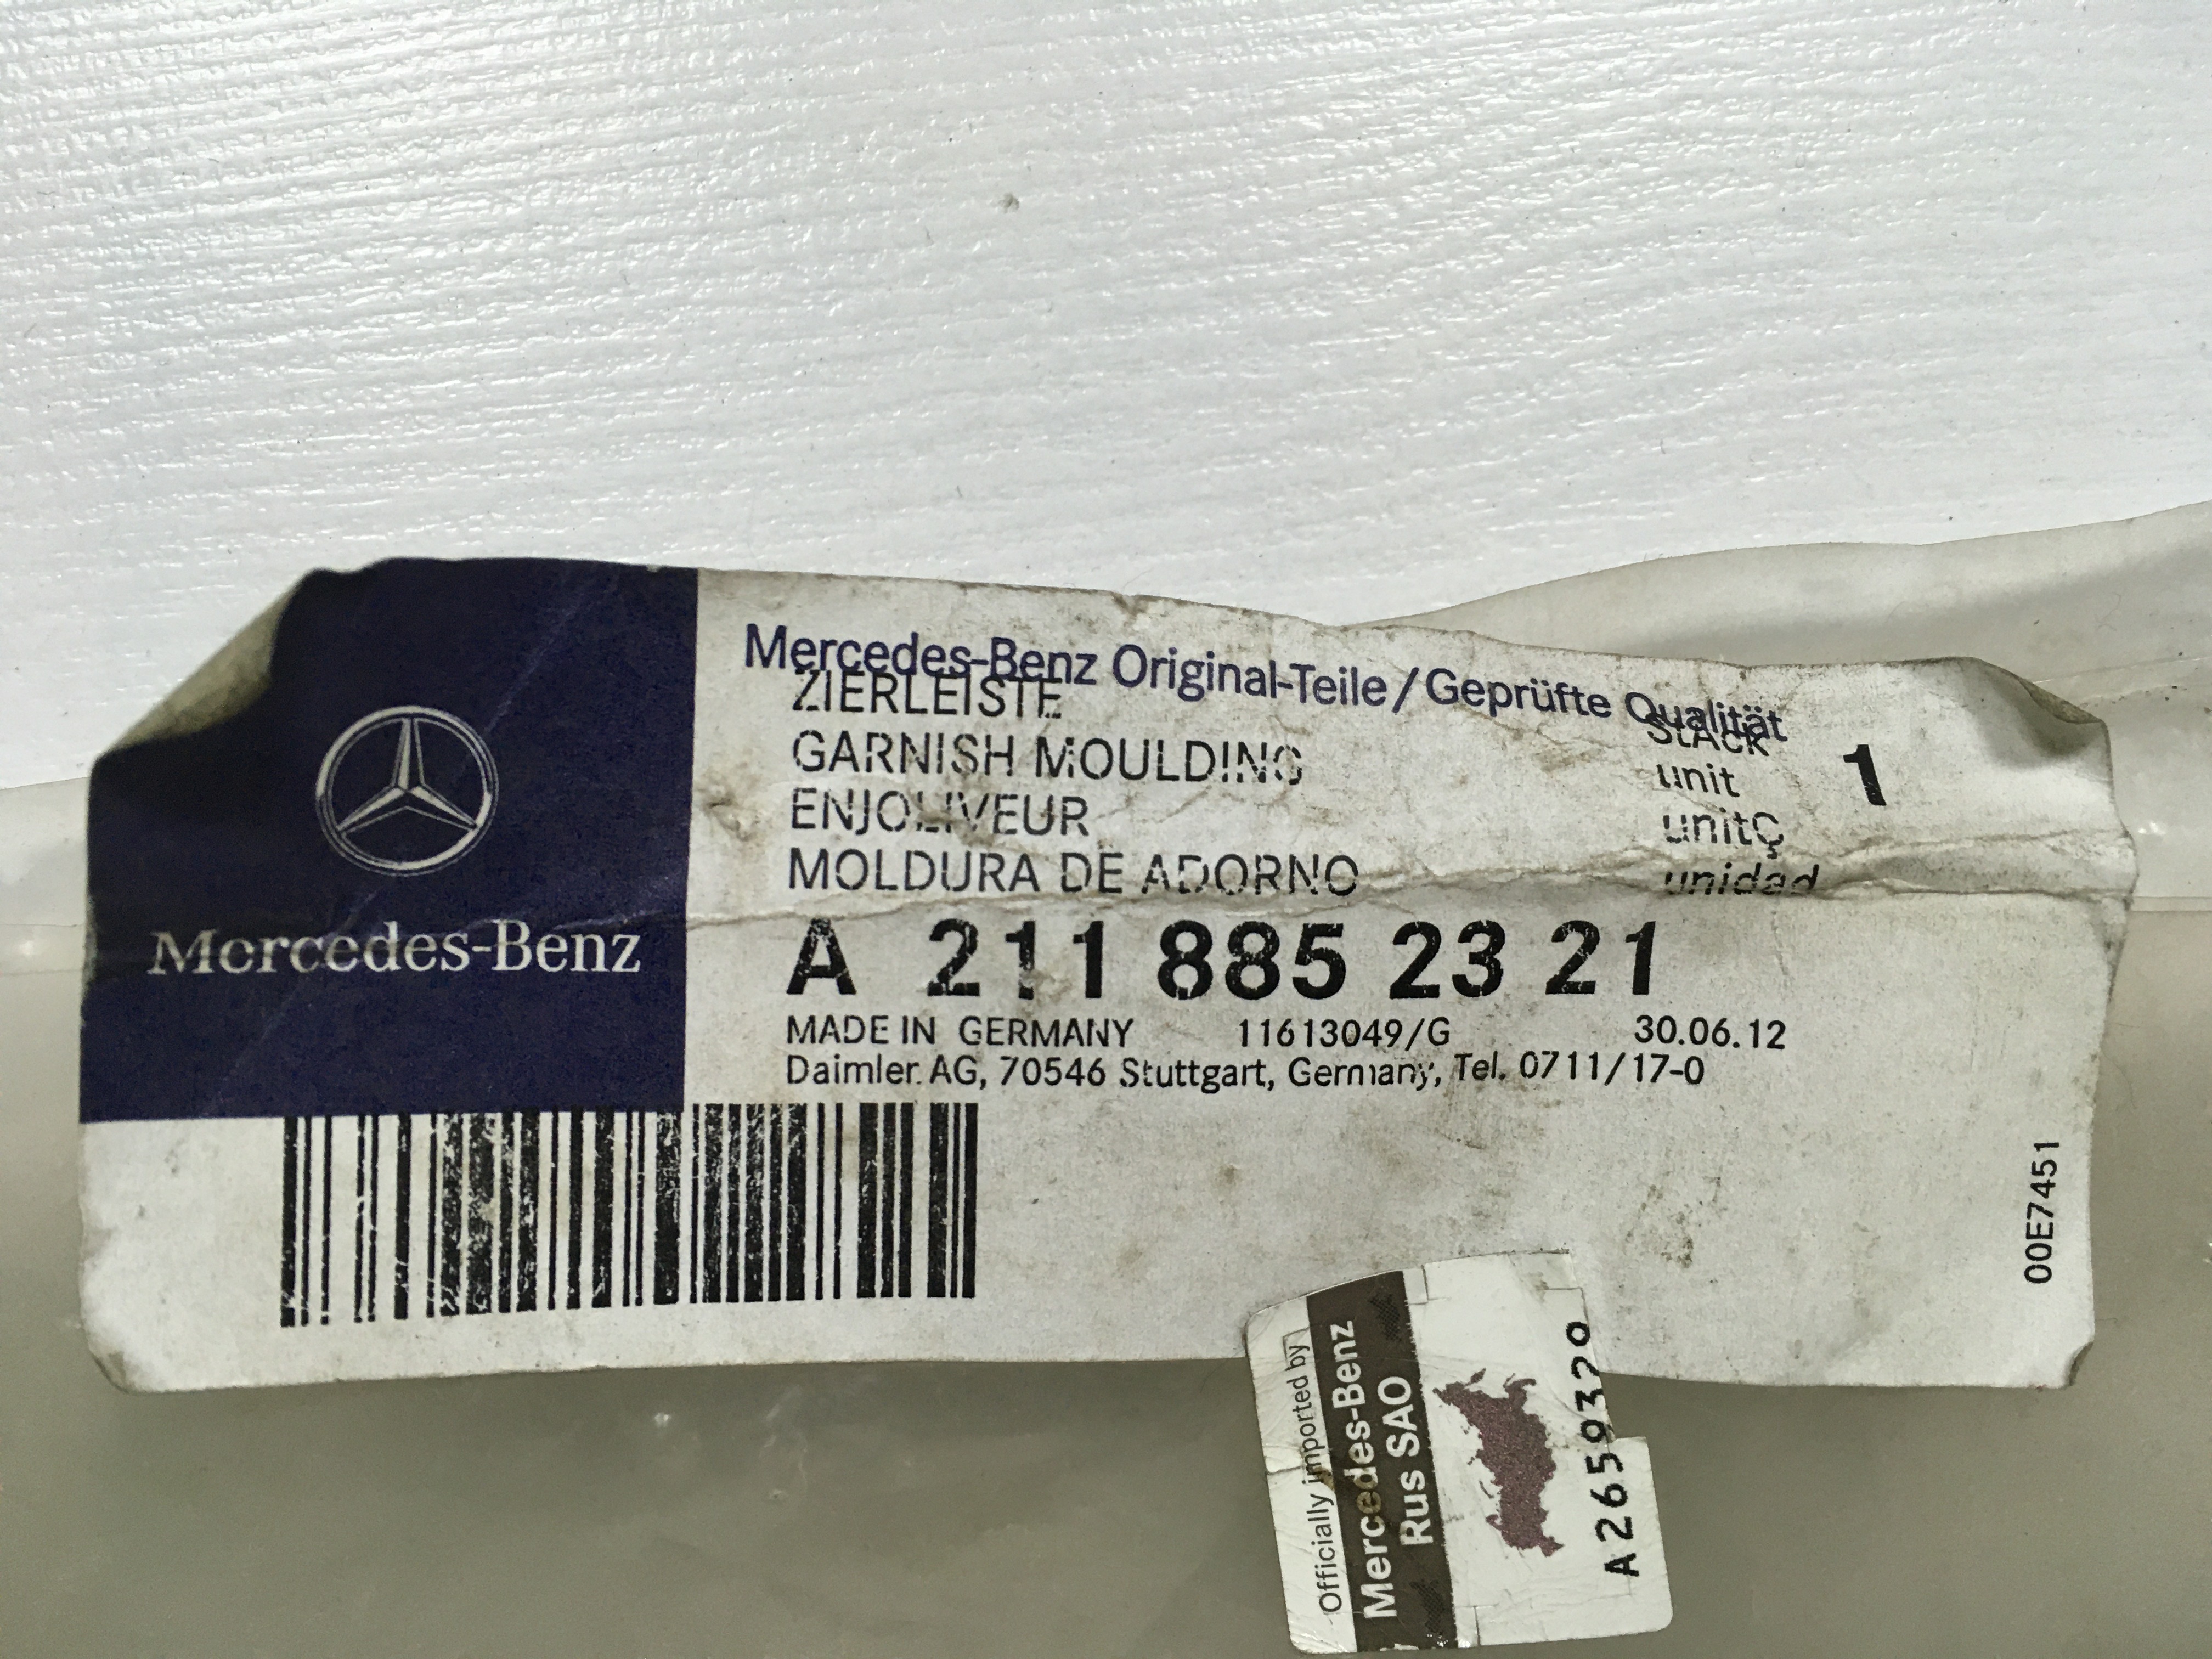 Mercedes-Benz
Mercedes-Benz Original-Teile/Geprüfte Qualität
ZIERLEISTE
GARNISH MOULDING
ENJOLIVEUR
MOLDURA DE ADORNO
StAck
unit
unitÇ
unidad
1
A 211 885 23 21
MADE IN GERMANY 11613049/G 30.06.12
Daimler AG, 70546 Stuttgart, Germany, Tel. 0711/17-0
00E7451
Officially imported by
Mercedes-Benz
Rus SAO
A2659320